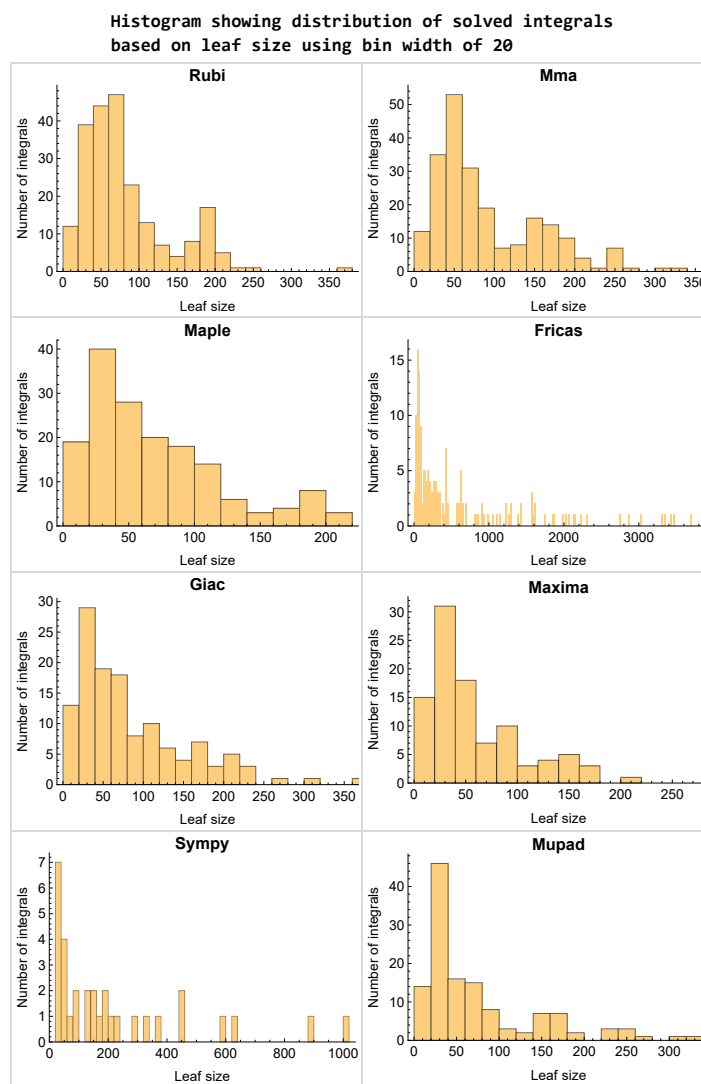 Histogram showing distribution of solved integrals
based on leaf size using bin width of 20
Rubi
Number of integrals
0 10 20 30 40
0 50 100 150 200 250 300 350
Leaf size
Mma
Number of integrals
0 10 20 30 40 50
0 50 100 150 200 250 300 350
Leaf size
Maple
Number of integrals
0 10 20 30 40
0 50 100 150 200
Leaf size
Fricas
Number of integrals
0 5 10 15
0 1000 2000 3000
Leaf size
Giac
Number of integrals
0 5 10 15 20 25 30
0 50 100 150 200 250 300 350
Leaf size
Maxima
Number of integrals
0 5 10 15 20 25 30
0 50 100 150 200 250
Leaf size
Sympy
Number of integrals
0 1 2 3 4 5 6 7
0 200 400 600 800 1000
Leaf size
Mupad
Number of integrals
0 10 20 30 40
0 50 100 150 200 250 300
Leaf size